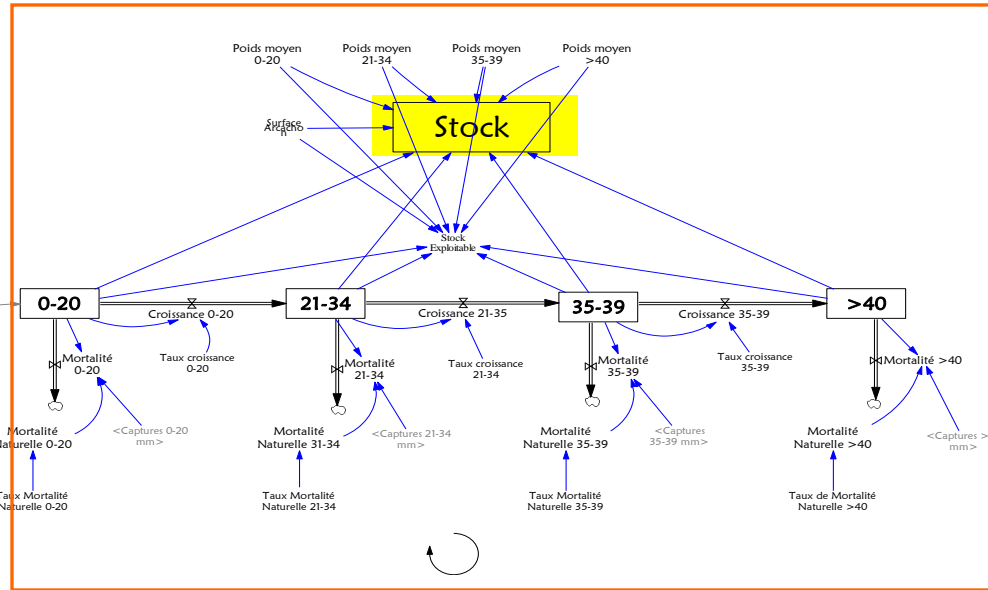 Poids moyen
0-20
Poids moyen
21-34
Poids moyen
35-39
Poids moyen
>40
Surface
Arcachon
Stock
Stock
Exploitable
0-20
21-34
35-39
>40
Croissance 0-20
Croissance 21-35
Croissance 35-39
Mortalité
0-20
Taux croissance
0-20
Mortalité
21-34
Taux croissance
21-34
Mortalité
35-39
Taux croissance
35-39
Mortalité >40
Mortalité
Naturelle 0-20
<Captures 0-20
mm>
Mortalité
Naturelle 31-34
<Captures 21-34
mm>
Mortalité
Naturelle 35-39
<Captures
35-39 mm>
Mortalité
Naturelle >40
<Captures >
mm>
Taux Mortalité
Naturelle 0-20
Taux Mortalité
Naturelle 21-34
Taux Mortalité
Naturelle 35-39
Taux de Mortalité
Naturelle >40